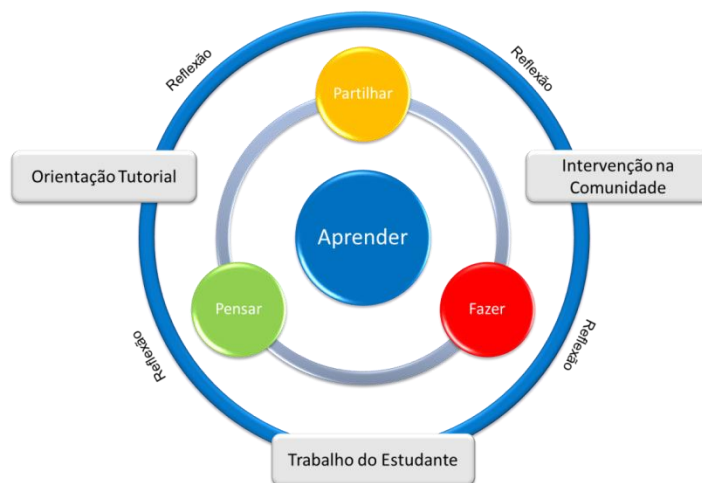 Reflexão
Reflexão
Partilhar
Orientação Tutorial
Intervenção na
Comunidade
Aprender
Pensar
Fazer
Reflexão
Reflexão
Trabalho do Estudante